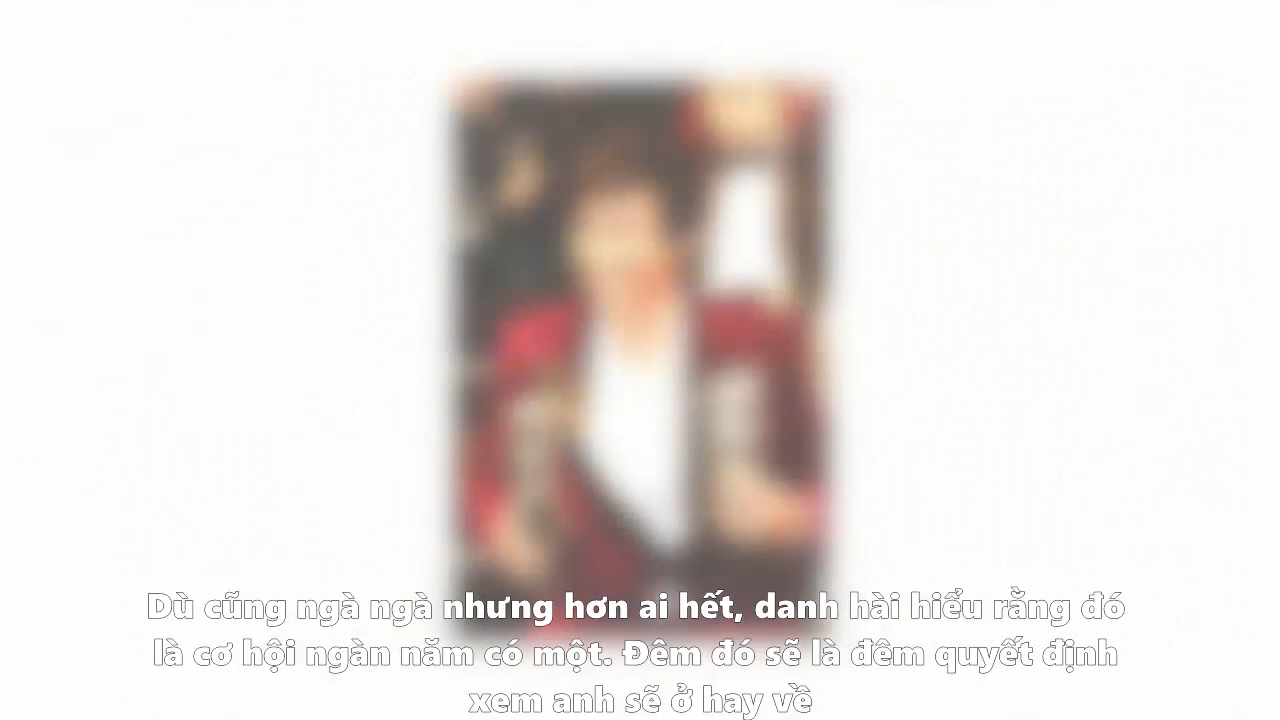 Dù cũng ngà ngà nhưng hơn ai hết, danh hài hiểu rằng đó
là cơ hội ngàn năm có một. Đêm đó sẽ là đêm quyết định
xem anh sẽ ở hay về